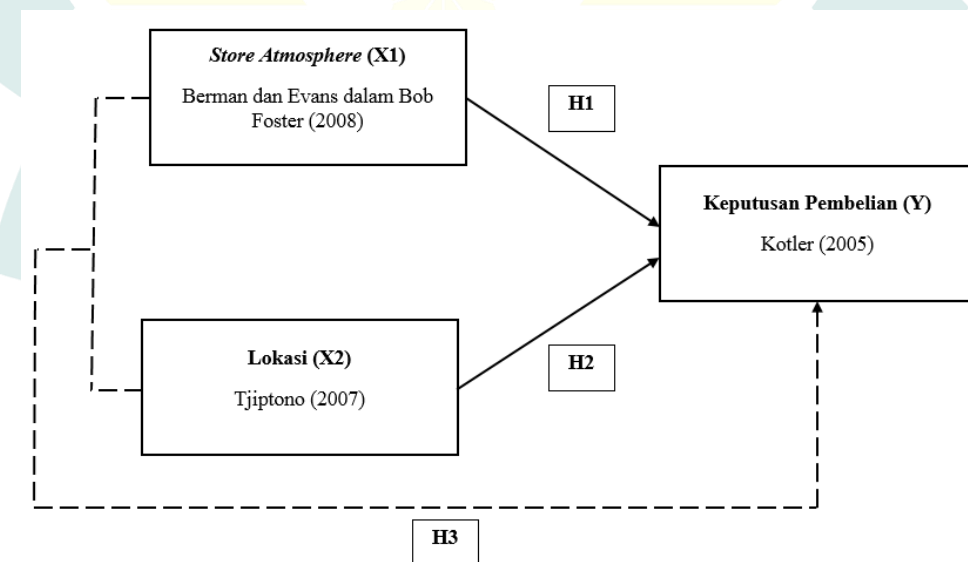 Store Atmosphere (X1)
Berman dan Evans dalam Bob
Foster (2008)
H1
Keputusan Pembelian (Y)
Kotler (2005)
Lokasi (X2)
Tjiptono (2007)
H2
H3